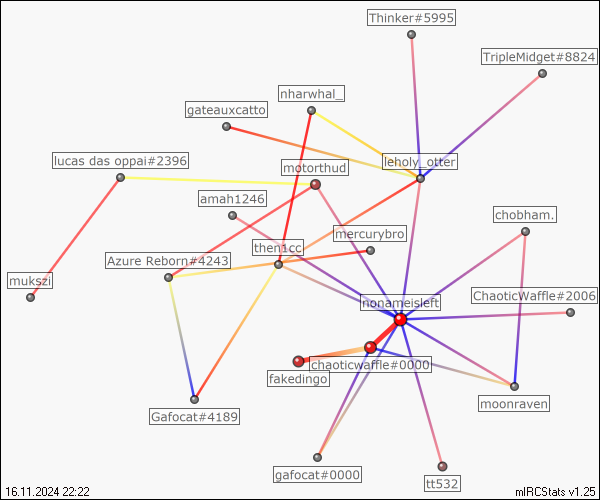 Thinker#5995
TripleMidget#8824
nharwhal_
gateauxcatto
lucas das oppai#2396
motorthud
leholy_otter
amah1246
chobham.
mercurybro
then1cc
Azure Reborn#4243
mukszi
nonameisleft
ChaoticWaffle#2006
chaoticwaffle#0000
fakedingo
moonraven
Gafocat#4189
gafocat#0000
tt532
16.11.2024 22:22
mIRCStats v1.25